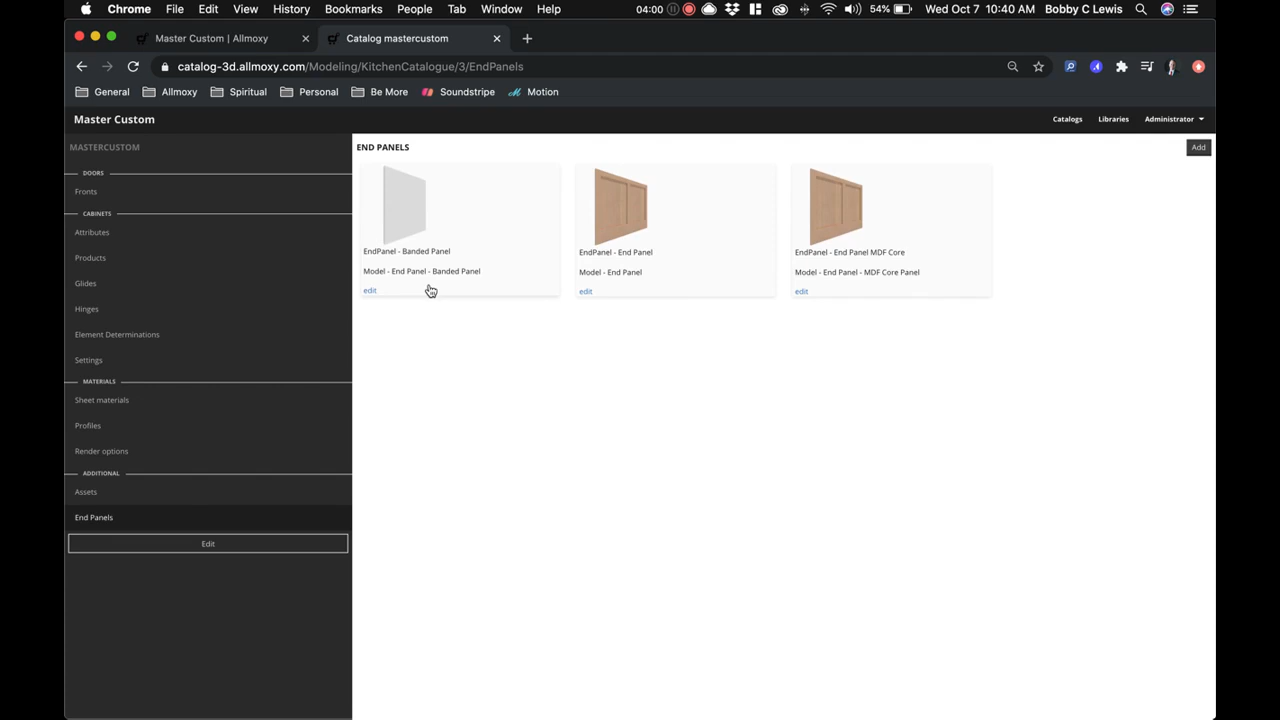 Chrome File Edit View History Bookmarks People Tab Window Help 04:00 54% Wed Oct 7 10:40 AM Bobby C Lewis
Master Custom | Allmoxy Catalog mastercustom
catalog-3d.allmoxy.com/Modeling/KitchenCatalogue/3/EndPanels
General Allmoxy Spiritual Personal Be More Soundstripe Motion
Master Custom Catalogs Libraries Administrator
MASTERCUSTOM
DOORS
Fronts
CABINETS
Attributes
Products
Glides
Hinges
Element Determinations
Settings
MATERIALS
Sheet materials
Profiles
Render options
ADDITIONAL
Assets
End Panels
Edit
END PANELS Add
EndPanel - Banded Panel
Model - End Panel - Banded Panel
edit
EndPanel - End Panel
Model - End Panel
edit
EndPanel - End Panel MDF Core
Model - End Panel - MDF Core Panel
edit